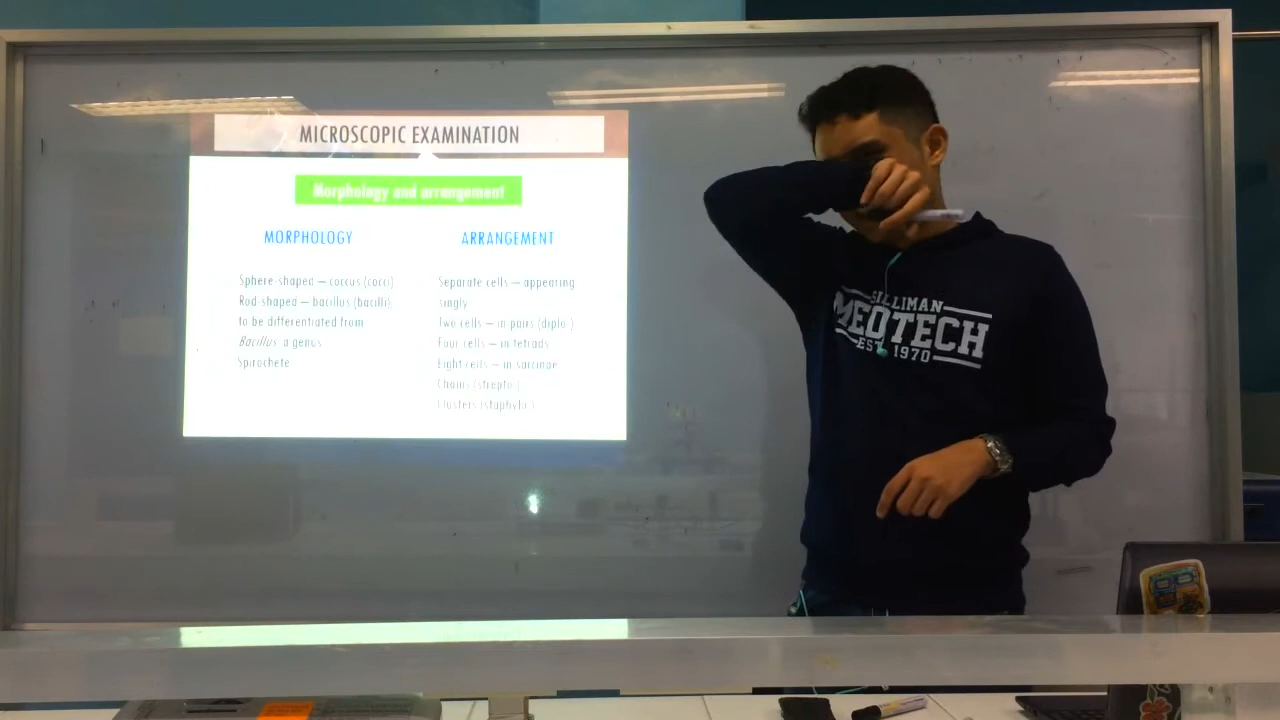 MICROSCOPIC EXAMINATION
Morphology and arrangement
MORPHOLOGY
Sphere-shaped – coccus (cocci)
Rod-shaped – bacillus (bacilli),
to be differentiated from
Bacillus a genus
Spirochete
ARRANGEMENT
Separate cells – appearing
singly
Two cells – in pairs (diplo-)
Four cells – in tetrads
Eight cells – in sarcinae
Chains (strepto-)
Clusters (staphylo-)
SILLIMAN
MEDTECH
EST. 1970